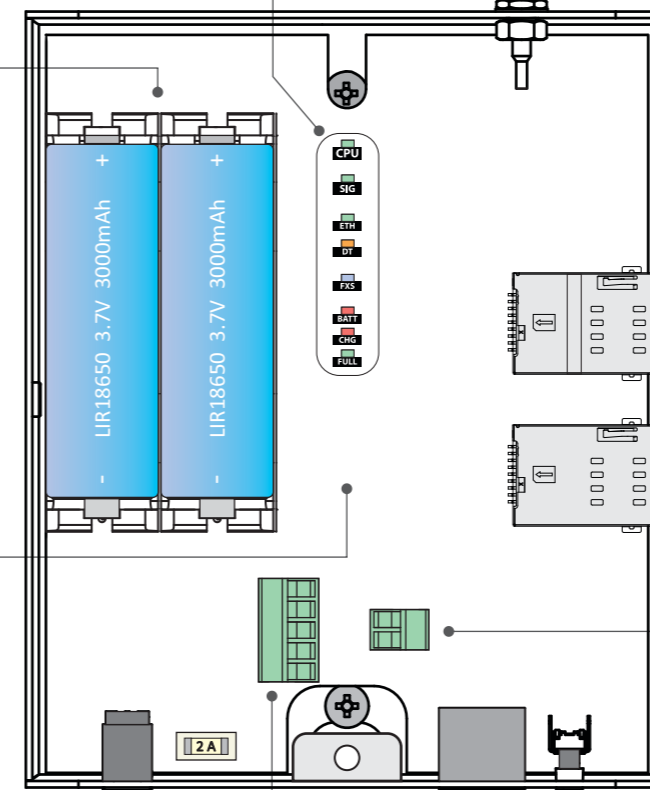 +
LIR18650 3.7V 3000mAh
-
+
LIR18650 3.7V 3000mAh
-
CPU
SIG
ETH
DT
FXS
BATT
CHG
FULL
2A